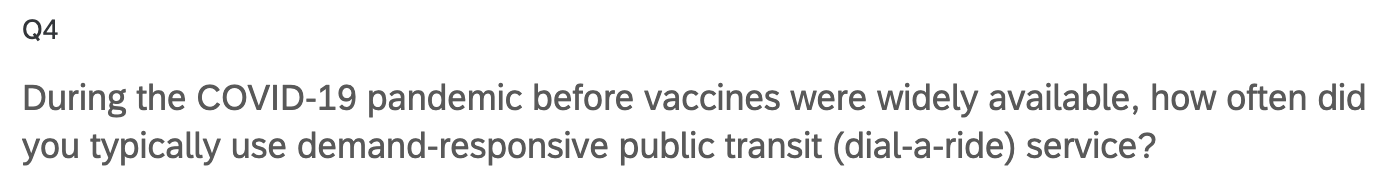 Q4
During the COVID-19 pandemic before vaccines were widely available, how often did
you typically use demand-responsive public transit (dial-a-ride) service?